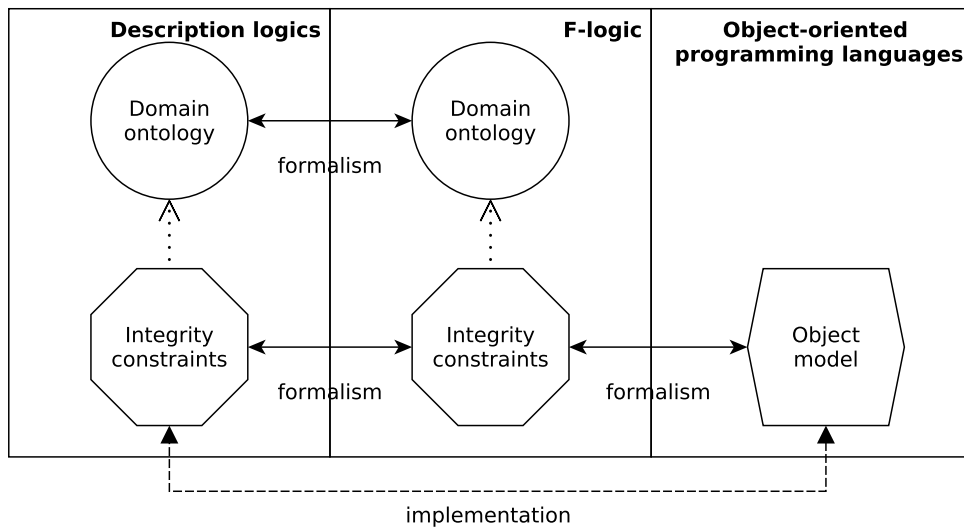 Description logics
F-logic
Object-oriented
programming languages
Domain
ontology
Domain
ontology
formalism
Integrity
constraints
Integrity
constraints
Object
model
formalism
formalism
implementation